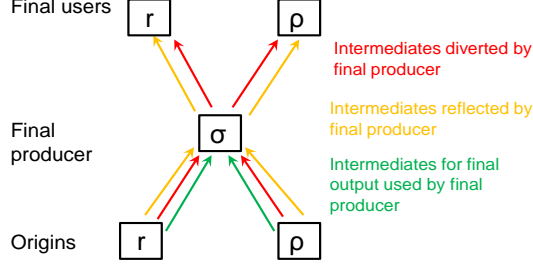 Final users
r
ρ
Intermediates diverted by
final producer
Intermediates reflected by
final producer
Final
producer
σ
Intermediates for final
output used by final
producer
Origins
r
ρ